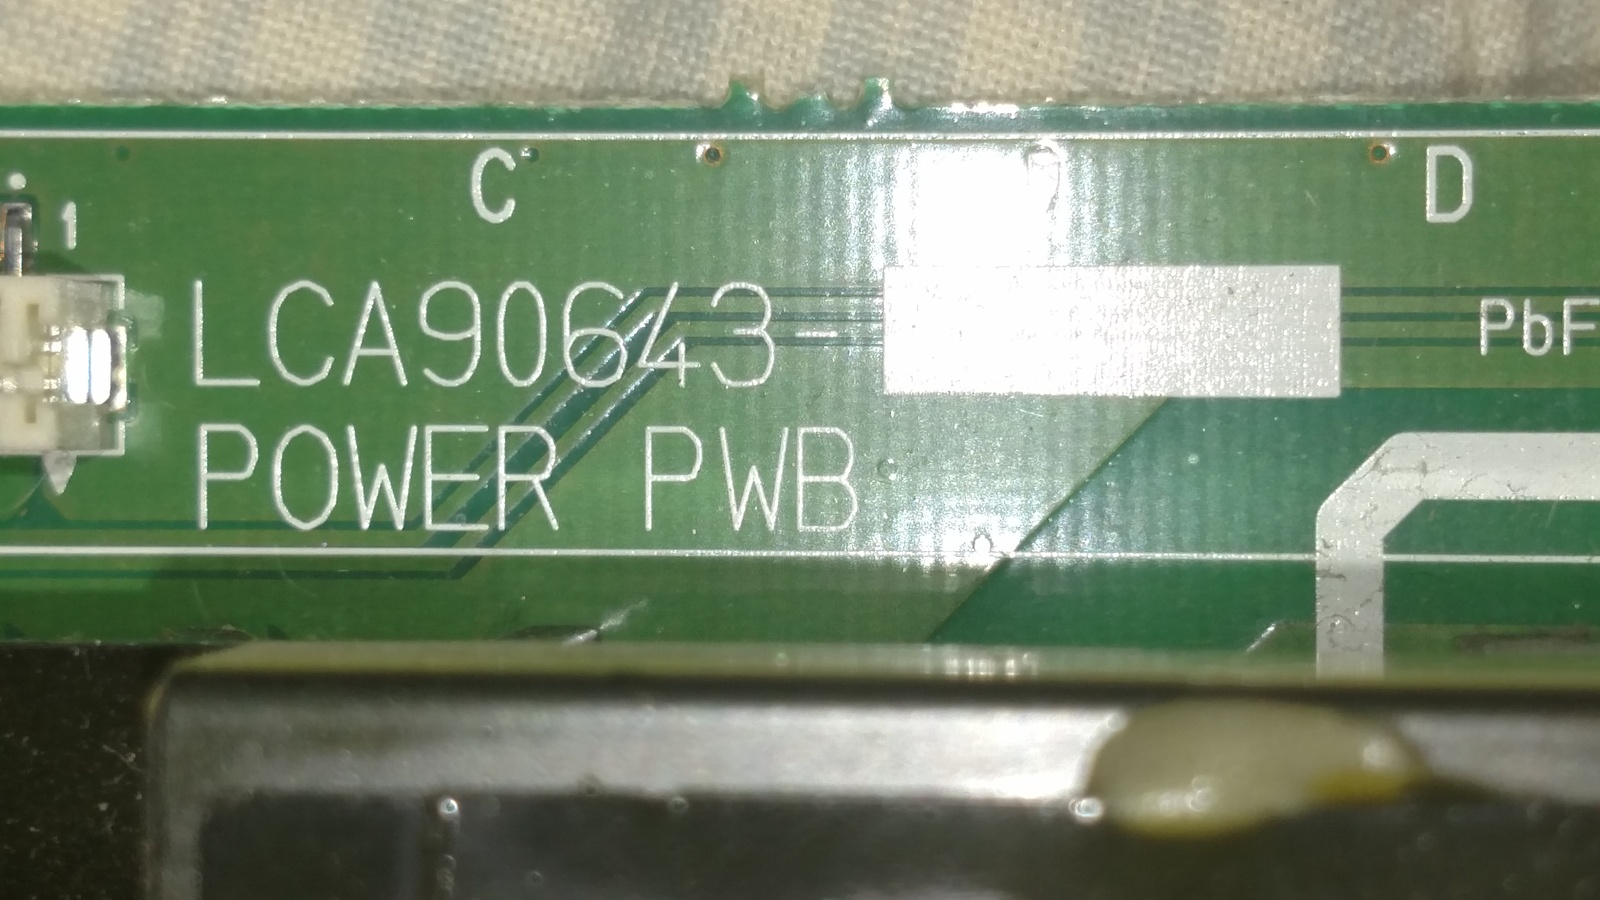 C D
1
LCA90643-
PbF
POWER PWB